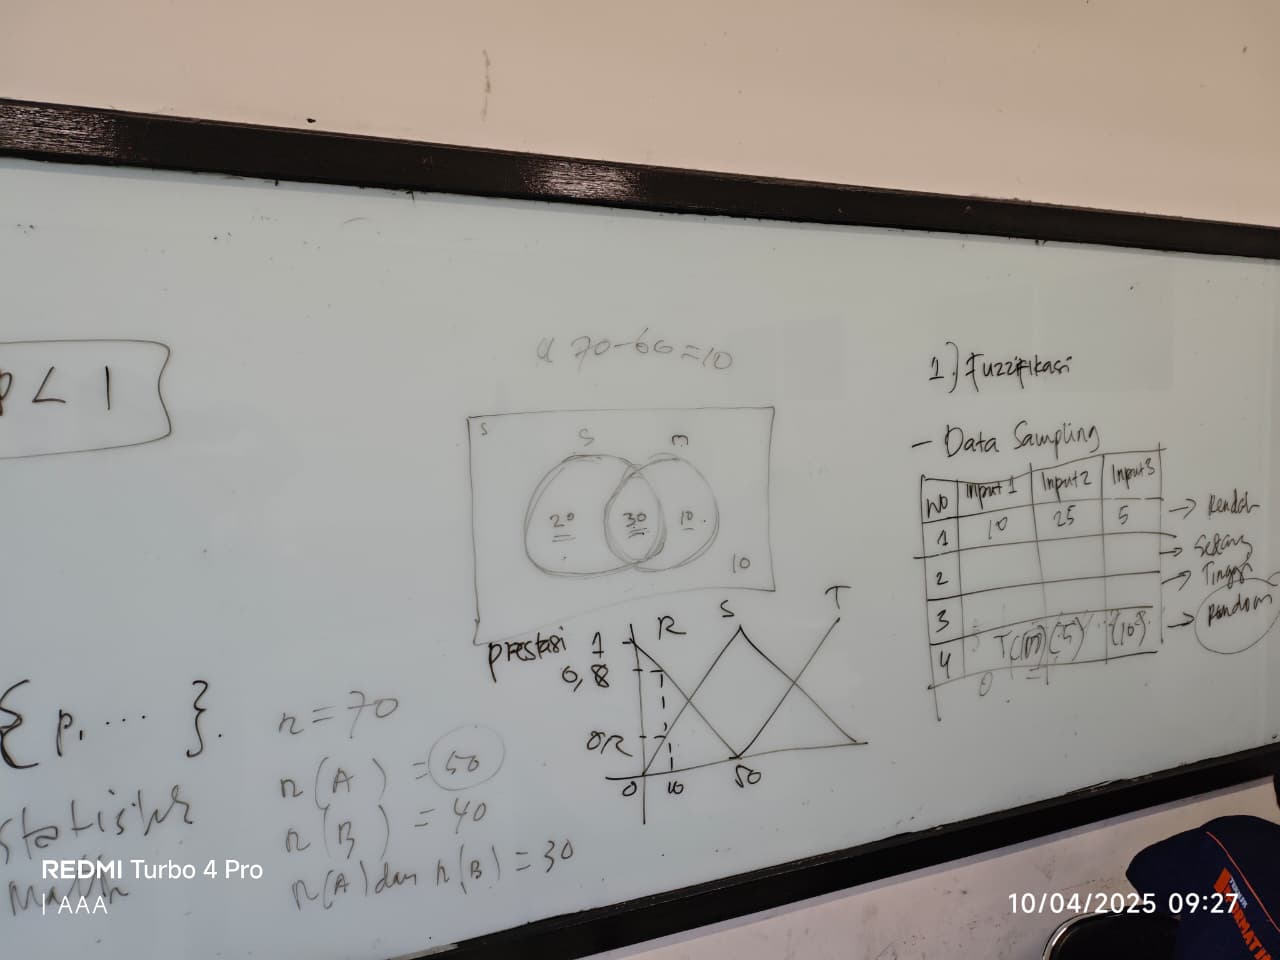 p < 1
70-60=10
S
S m
20 30 10
10
prestasi 1 R S T
0,8
0,2
0 10 50
{p, ... }.
Statistik
n = 70
n(A) = 50
n(B) = 40
n(A) dan n(B) = 30
1.) Fuzzifikasi
- Data Sampling
NO Input 1 Input 2 Input 3
1 10 25 5 → Rendah
2 → Sedang
3 → Tinggi
4 (5) (10) → Random
REDMI Turbo 4 Pro
| AAA
10/04/2025 09:27